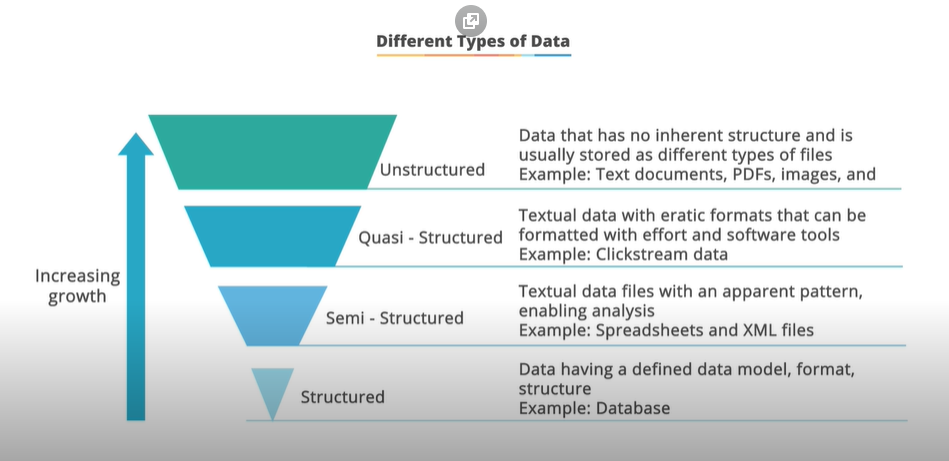 Different Types of Data
Unstructured
Data that has no inherent structure and is
usually stored as different types of files
Example: Text documents, PDFs, images, and
Quasi - Structured
Textual data with eratic formats that can be
formatted with effort and software tools
Example: Clickstream data
Increasing
growth
Semi - Structured
Textual data files with an apparent pattern,
enabling analysis
Example: Spreadsheets and XML files
Structured
Data having a defined data model, format,
structure
Example: Database